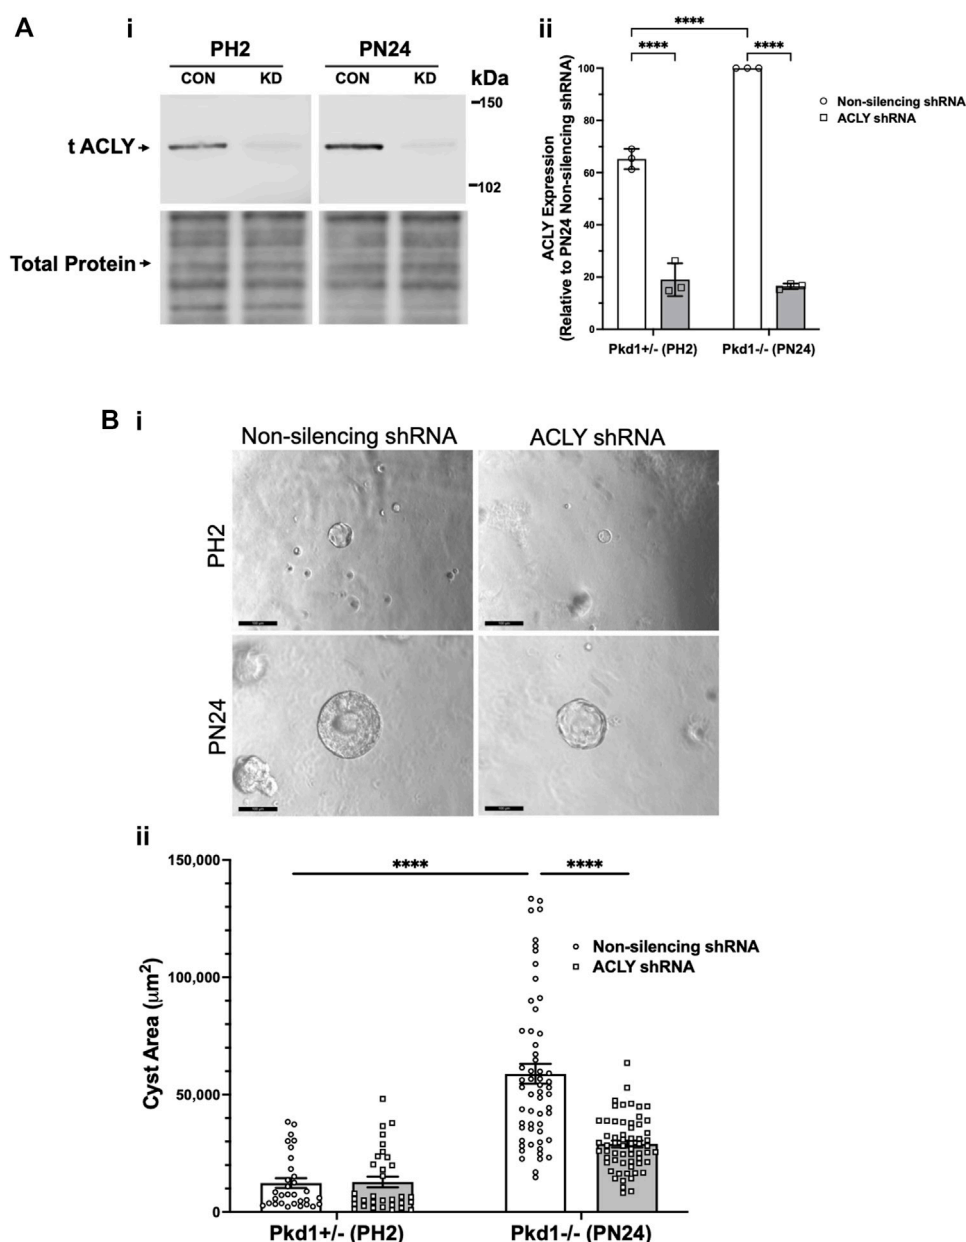 A
i
PH2
PN24
CON
KD
CON
KD
kDa
150
t ACLY
102
Total Protein
ii
****
****
****
100
80
60
40
20
0
ACLY Expression
(Relative to PN24 Non-silencing shRNA)
Non-silencing shRNA
ACLY shRNA
Pkd1+/- (PH2)
Pkd1-/- (PN24)
B
i
Non-silencing shRNA
ACLY shRNA
PH2
PN24
ii
****
****
150,000
100,000
50,000
0
Cyst Area (μm²)
Non-silencing shRNA
ACLY shRNA
Pkd1+/- (PH2)
Pkd1-/- (PN24)